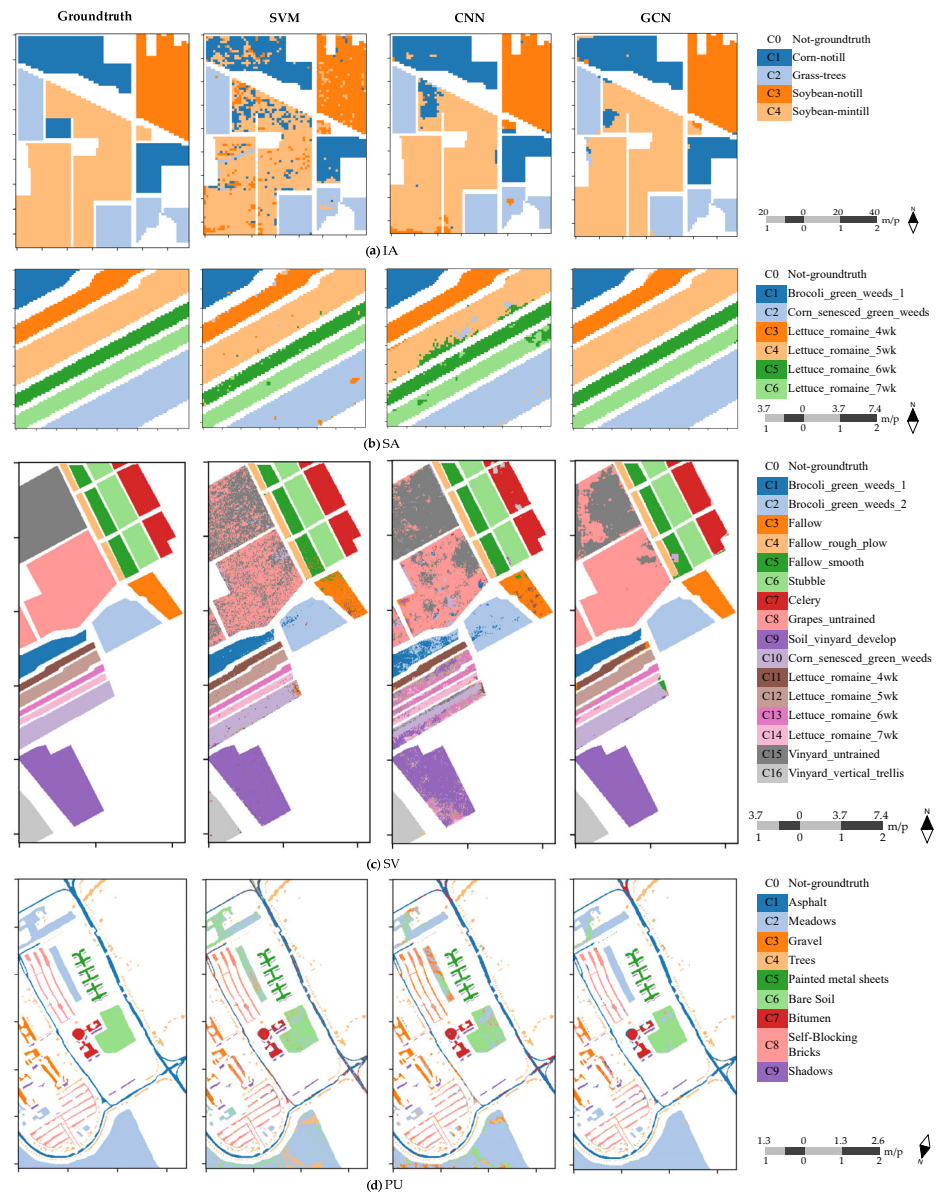 Groundtruth SVM CNN GCN
C0 Not-groundtruth
C1 Corn-notill
C2 Grass-trees
C3 Soybean-notill
C4 Soybean-mintill
20 0 20 40
m/p
1 0 1 2
N
(a) IA
C0 Not-groundtruth
C1 Brocoli_green_weeds_1
C2 Corn_senesced_green_weeds
C3 Lettuce_romaine_4wk
C4 Lettuce_romaine_5wk
C5 Lettuce_romaine_6wk
C6 Lettuce_romaine_7wk
3.7 0 3.7 7.4
m/p
1 0 1 2
N
(b) SA
C0 Not-groundtruth
C1 Brocoli_green_weeds_1
C2 Brocoli_green_weeds_2
C3 Fallow
C4 Fallow_rough_plow
C5 Fallow_smooth
C6 Stubble
C7 Celery
C8 Grapes_untrained
C9 Soil_vinyard_develop
C10 Corn_senesced_green_weeds
C11 Lettuce_romaine_4wk
C12 Lettuce_romaine_5wk
C13 Lettuce_romaine_6wk
C14 Lettuce_romaine_7wk
C15 Vinyard_untrained
C16 Vinyard_vertical_trellis
3.7 0 3.7 7.4
m/p
1 0 1 2
N
(c) SV
C0 Not-groundtruth
C1 Asphalt
C2 Meadows
C3 Gravel
C4 Trees
C5 Painted metal sheets
C6 Bare Soil
C7 Bitumen
C8 Self-Blocking
Bricks
C9 Shadows
1.3 0 1.3 2.6
m/p
1 0 1 2
N
(d) PU